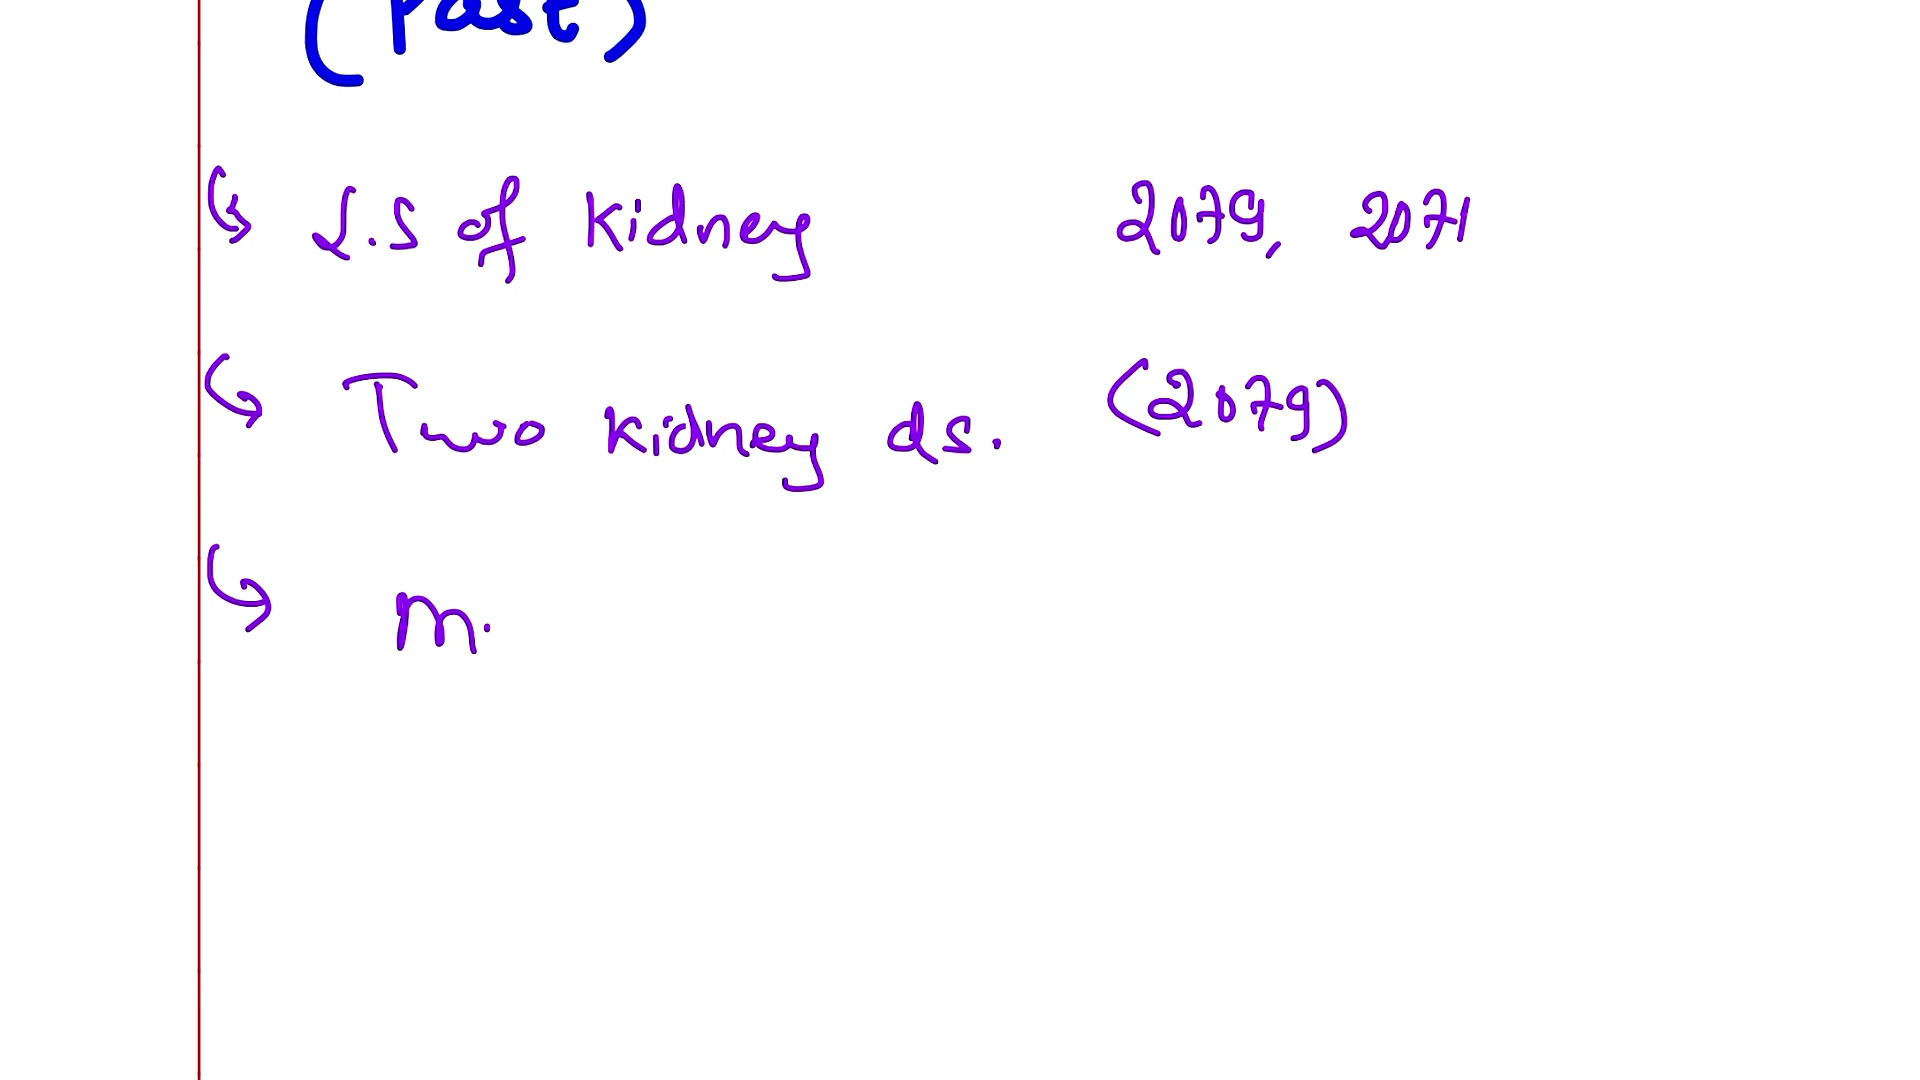 (Past)
L.S of kidney 2079, 2071
Two kidney ds. (2079)
M.